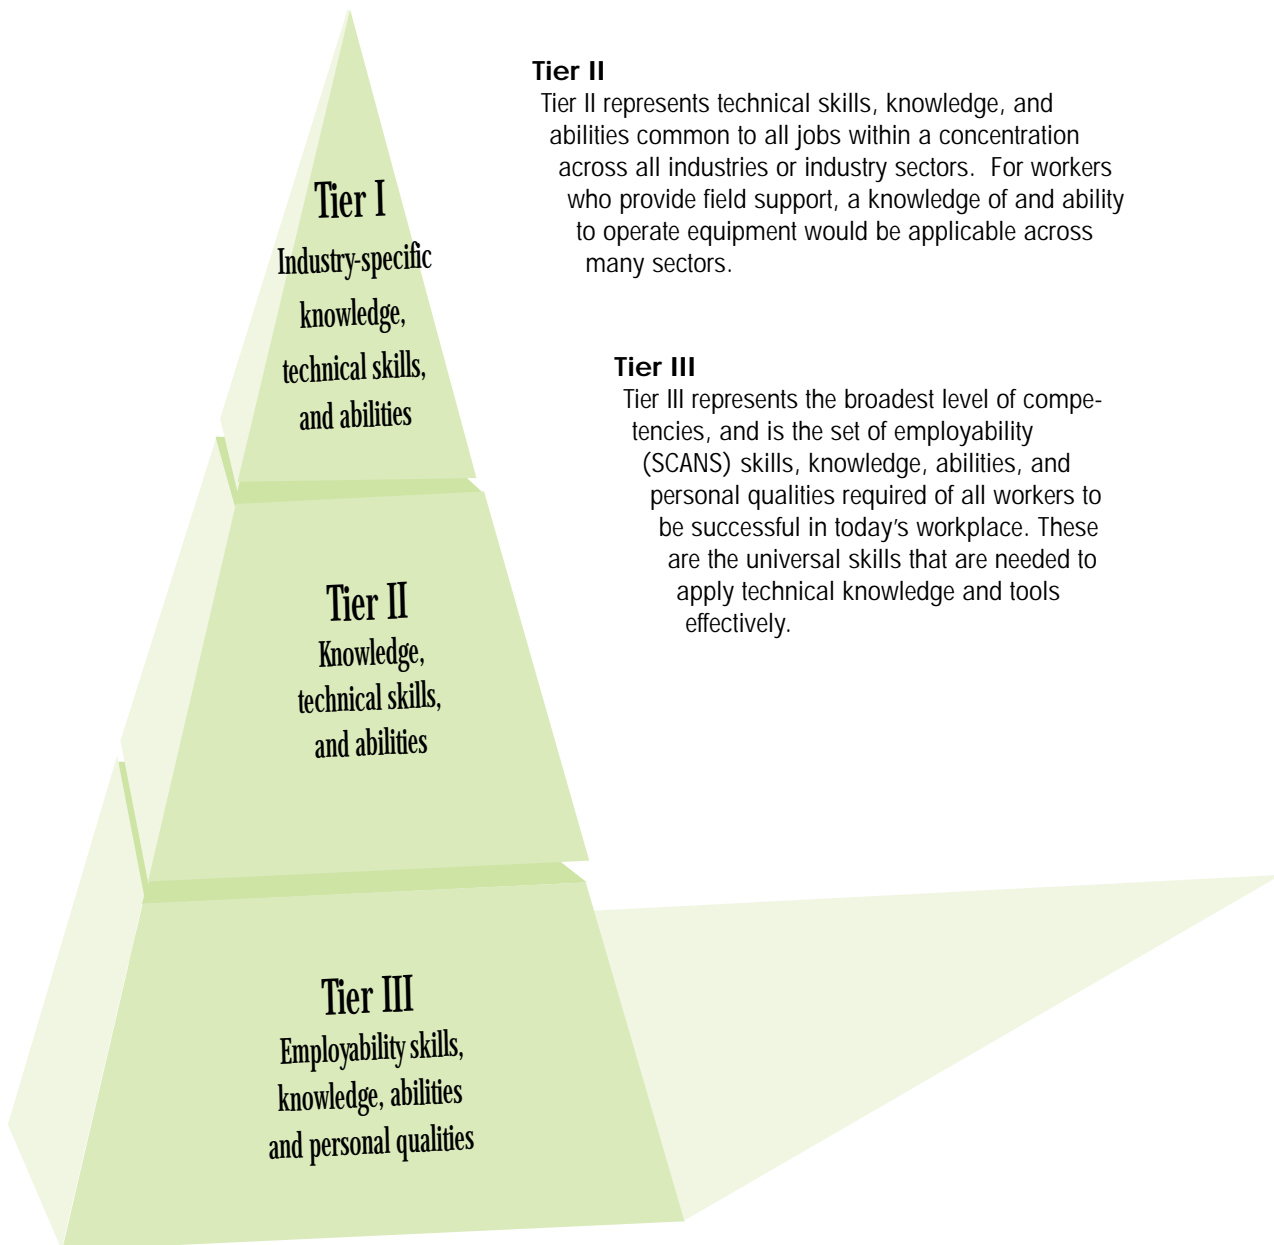 Tier I
Industry-specific
knowledge,
technical skills,
and abilities
Tier II
Knowledge,
technical skills,
and abilities
Tier III
Employability skills,
knowledge, abilities
and personal qualities
Tier II
Tier II represents technical skills, knowledge, and
abilities common to all jobs within a concentration
across all industries or industry sectors.  For workers
who provide field support, a knowledge of and ability
to operate equipment would be applicable across
many sectors.
Tier III
Tier III represents the broadest level of compe-
tencies, and is the set of employability
(SCANS) skills, knowledge, abilities, and
personal qualities required of all workers to
be successful in today's workplace. These
are the universal skills that are needed to
apply technical knowledge and tools
effectively.